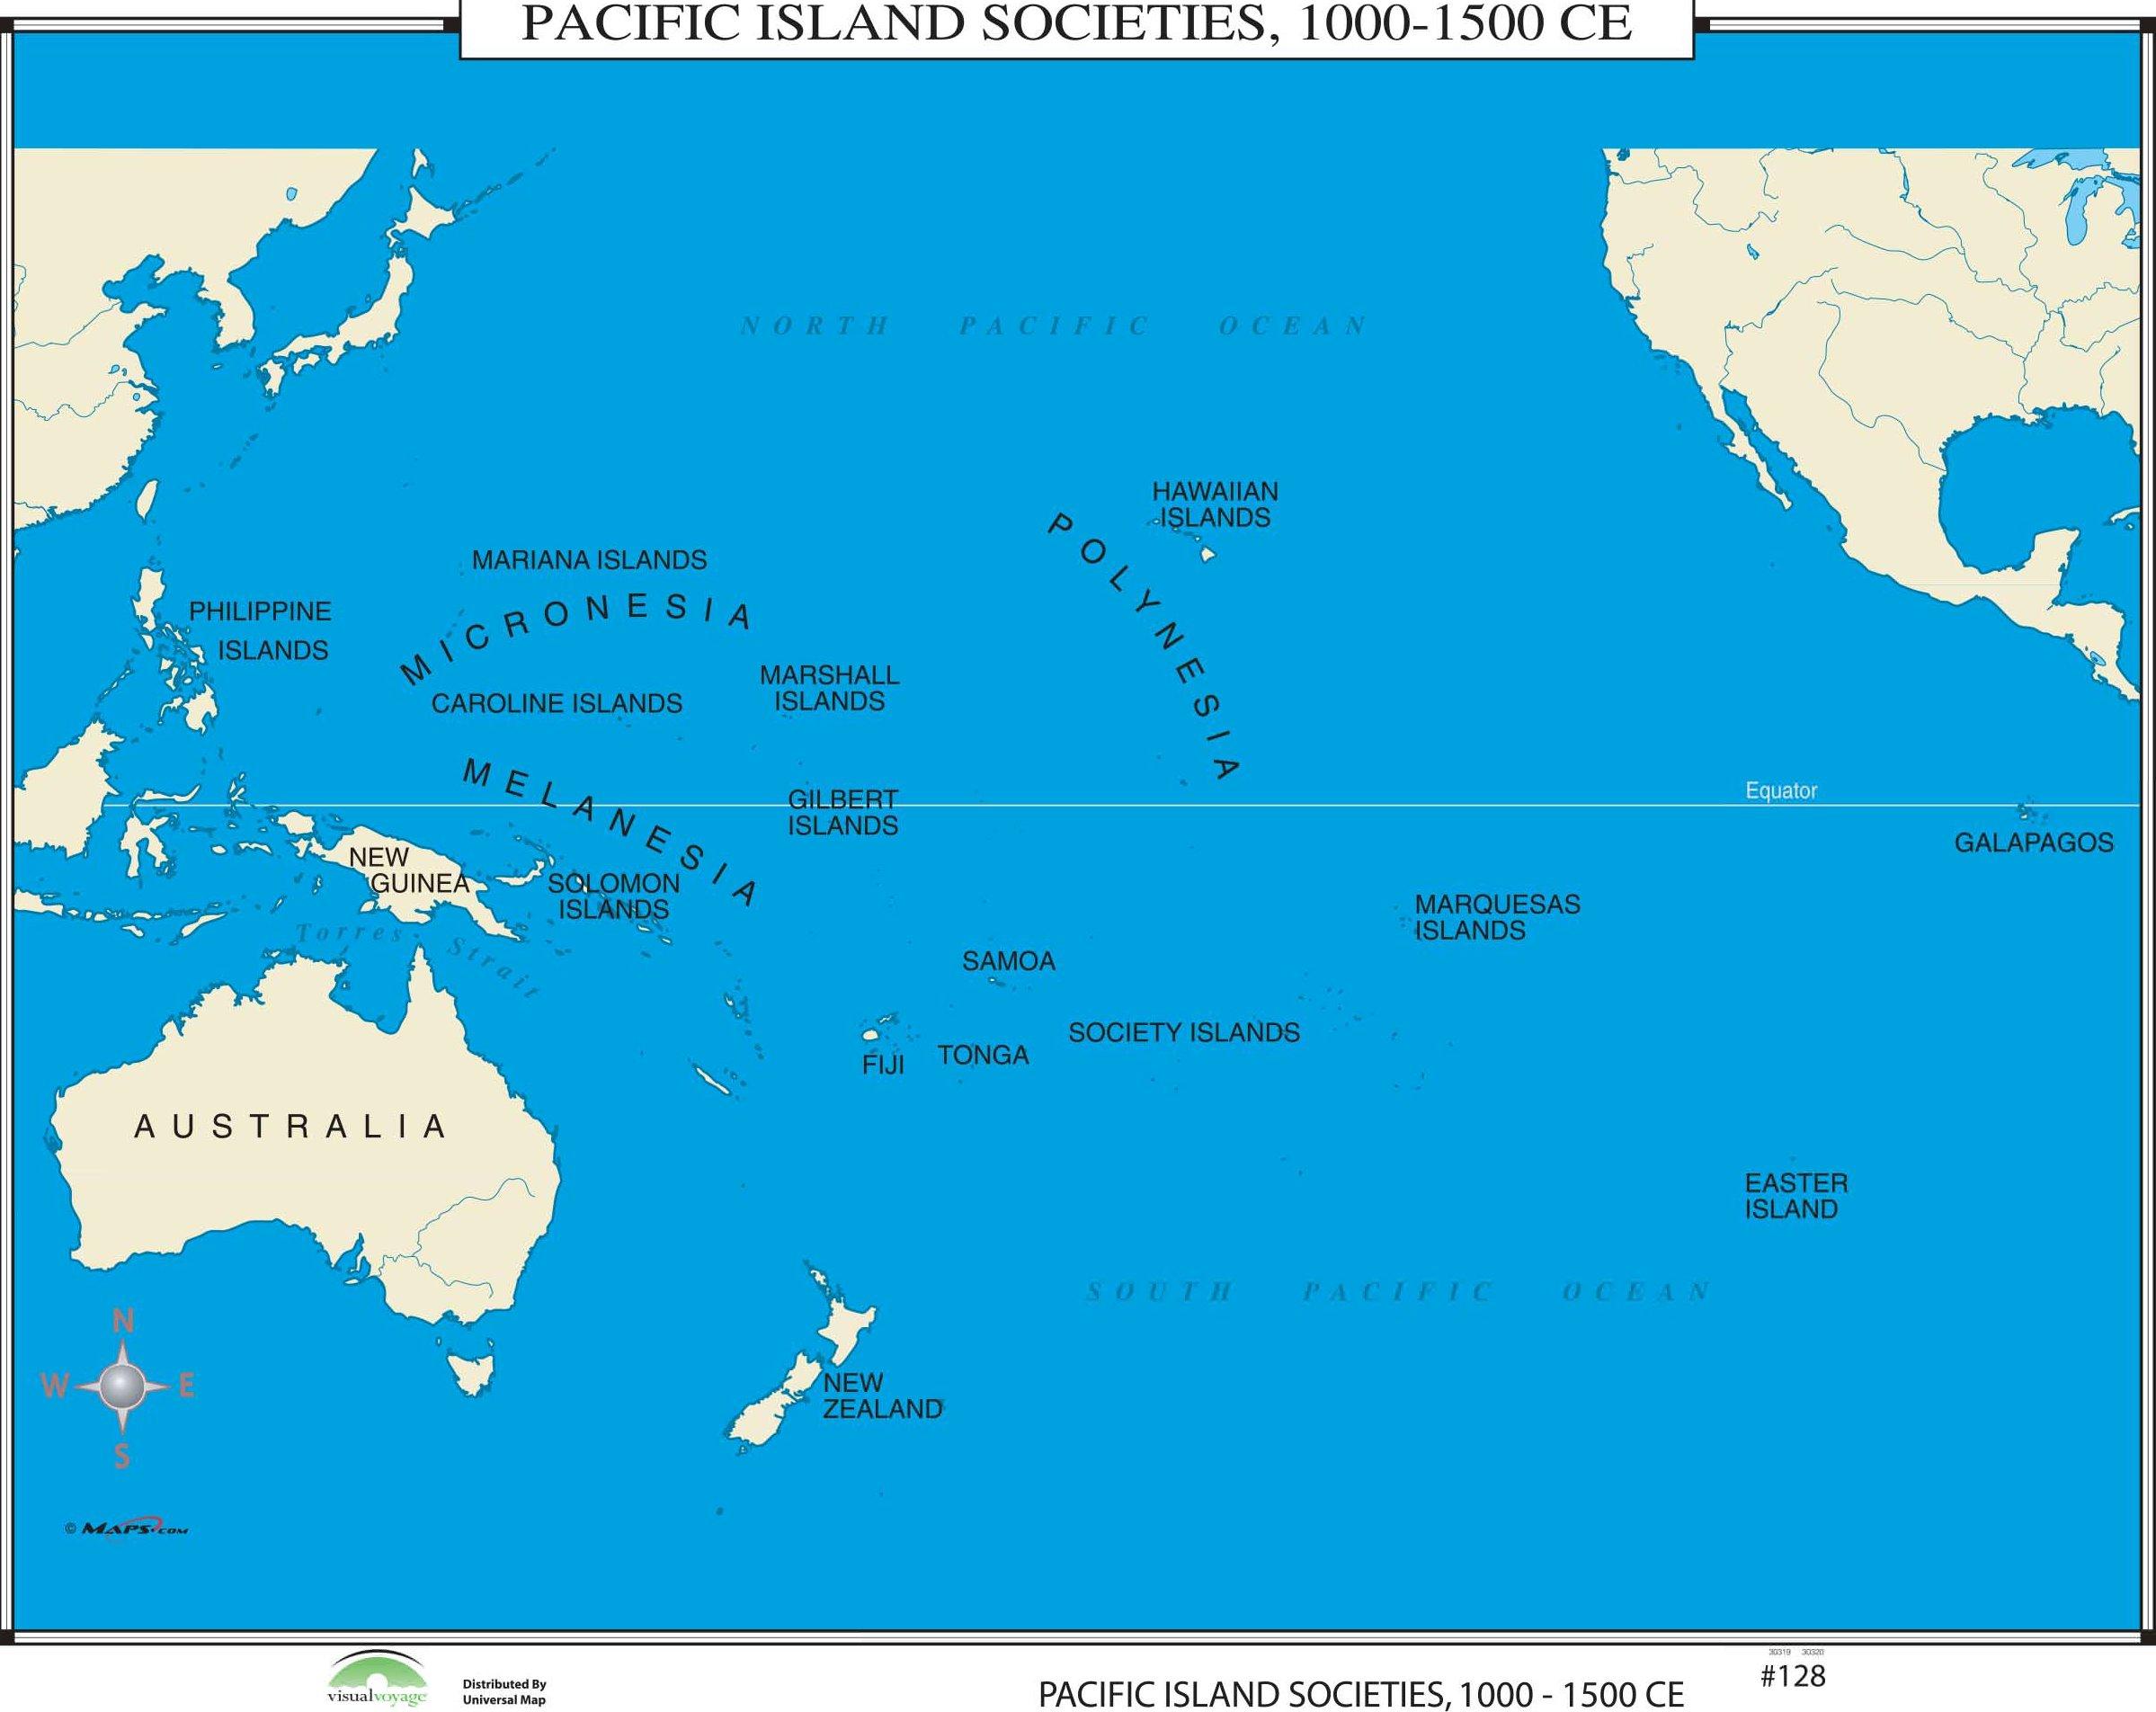 PACIFIC ISLAND SOCIETIES, 1000-1500 CE
NORTH PACIFIC OCEAN
HAWAIIAN
ISLANDS
POLYNESIA
MARIANA ISLANDS
MICRONESIA
PHILIPPINE
ISLANDS
MARSHALL
ISLANDS
CAROLINE ISLANDS
MELANESIA
GILBERT
ISLANDS
Equator
GALAPAGOS
NEW
GUINEA
SOLOMON
ISLANDS
MARQUESAS
ISLANDS
Torres Strait
SAMOA
SOCIETY ISLANDS
FIJI
TONGA
AUSTRALIA
EASTER
ISLAND
SOUTH PACIFIC OCEAN
N
W E
S
NEW
ZEALAND
© MAPS.COM
visualvoyage
Distributed By
Universal Map
PACIFIC ISLAND SOCIETIES, 1000 - 1500 CE
30319 30320
#128